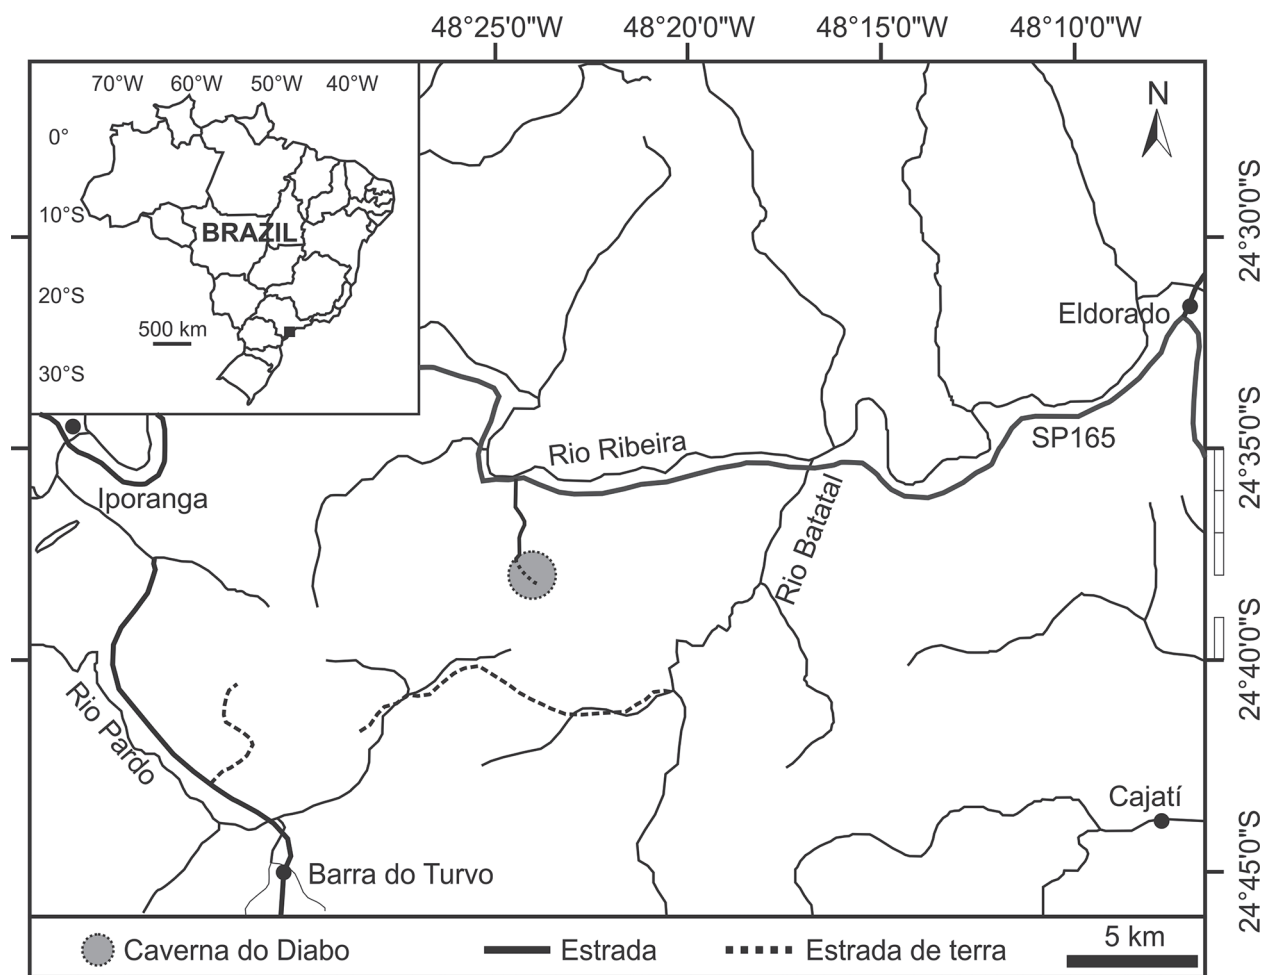 48°25'0"W 48°20'0"W 48°15'0"W 48°10'0"W
70°W 60°W 50°W 40°W
0°
10°S
20°S
30°S
BRAZIL
500 km
N
24°30'0"S
24°35'0"S
24°40'0"S
24°45'0"S
Eldorado
SP165
Rio Ribeira
Iporanga
Rio Batatal
Rio Pardo
Cajatí
Barra do Turvo
Caverna do Diabo Estrada Estrada de terra 5 km